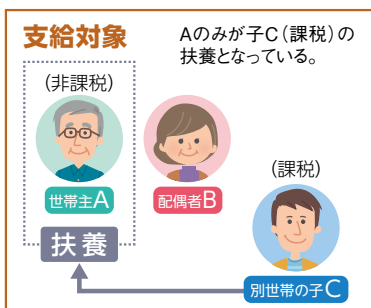 支給対象
Aのみが子C(課税)の
扶養となっている。
(非課税)
世帯主A
配偶者B
(課税)
扶養
別世帯の子C